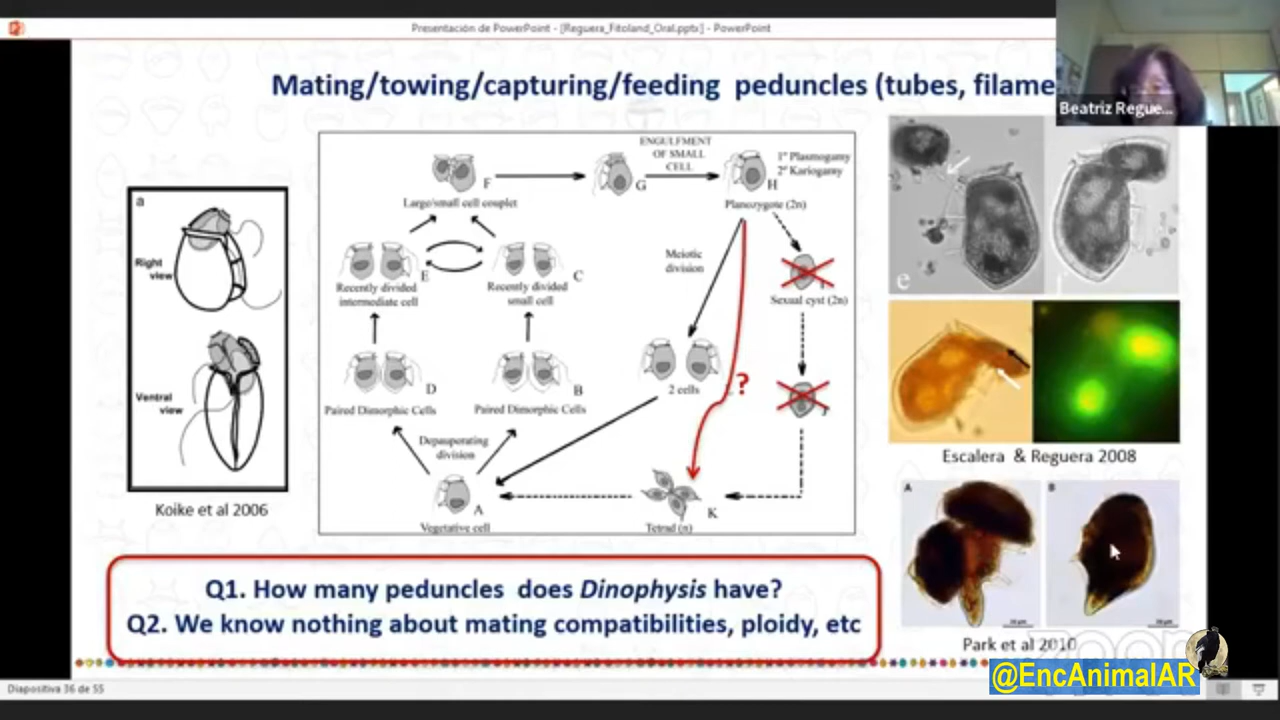 Presentación de PowerPoint - [Reguera_Fitoland_Oral.pptx] - PowerPoint
Mating/towing/capturing/feeding peduncles (tubes, filame
Beatriz Regue...
a
Right
view
Ventral
view
Koike et al 2006
ENGULFMENT
OF SMALL
CELL
1º Plasmogamy
2º Kariogamy
F
G
H
Large/small cell couplet
Planozygote (2n)
E
C
Recently divided
intermediate cell
Recently divided
small cell
Meiotic
division
Sexual cyst (2n)
D
B
Paired Dimorphic Cells
Paired Dimorphic Cells
2 cells
?
Depauperating
division
A
K
Vegetative cell
Tetrad (n)
e
Escalera & Reguera 2008
A
B
Park et al 2010
Q1. How many peduncles does Dinophysis have?
Q2. We know nothing about mating compatibilities, ploidy, etc
zoom
@EncAnimalAR
Diapositiva 36 de 55